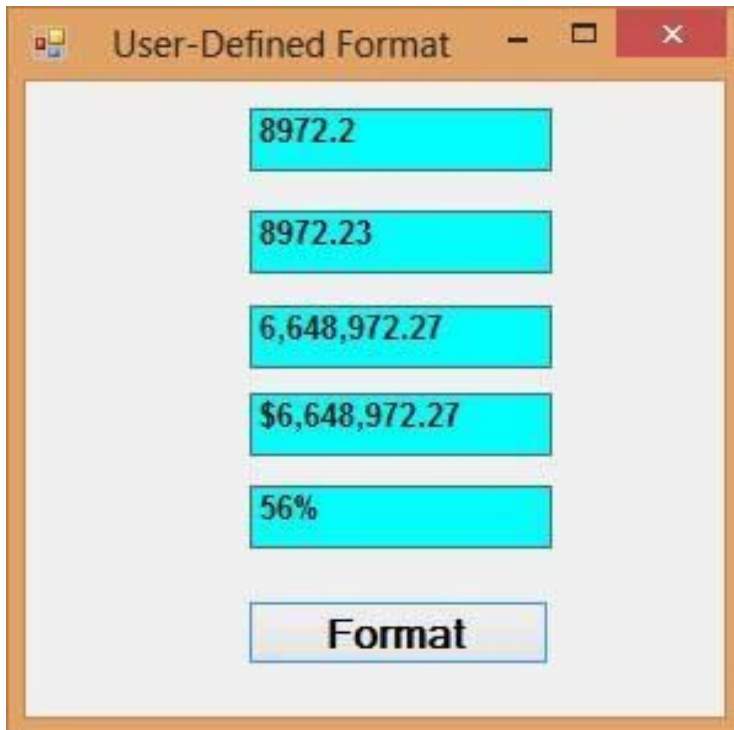 User-Defined Format
8972.2
8972.23
6,648,972.27
$6,648,972.27
56%
Format